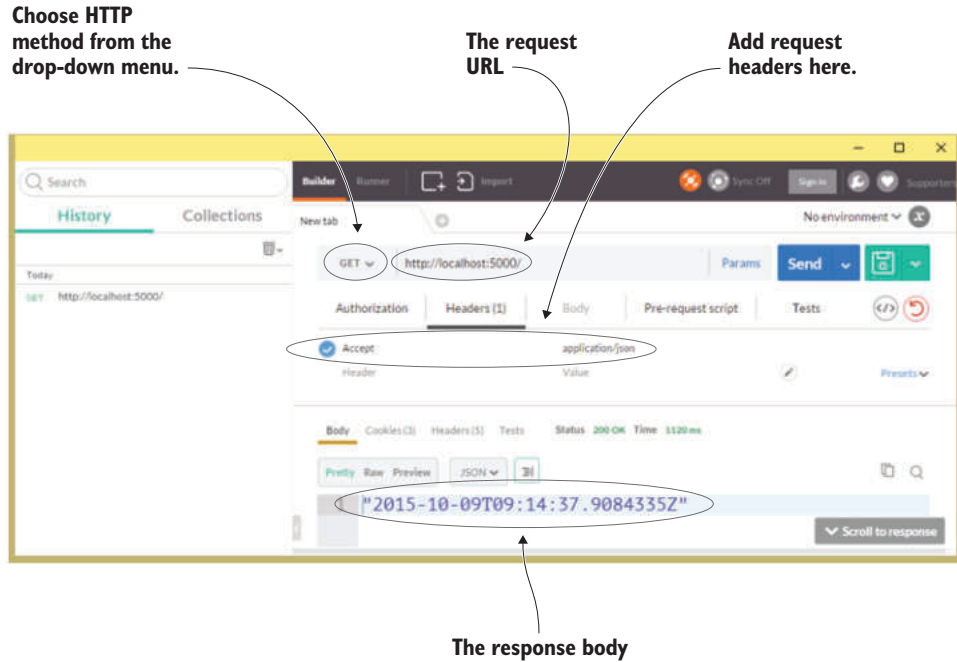 Choose HTTP
method from the
drop-down menu.
The request
URL
Add request
headers here.
Search
Builder Runner Import Sync Off Sign in Supporters
History Collections
New tab No environment
GET http://localhost:5000/ Params Send
Today
GET http://localhost:5000/
Authorization Headers (1) Body Pre-request script Tests
Accept application/json
Header Value Presets
Body Cookies (3) Headers (5) Tests Status 200 OK Time 1120 ms
Pretty Raw Preview JSON
1 "2015-10-09T09:14:37.9084335Z"
Scroll to response
The response body